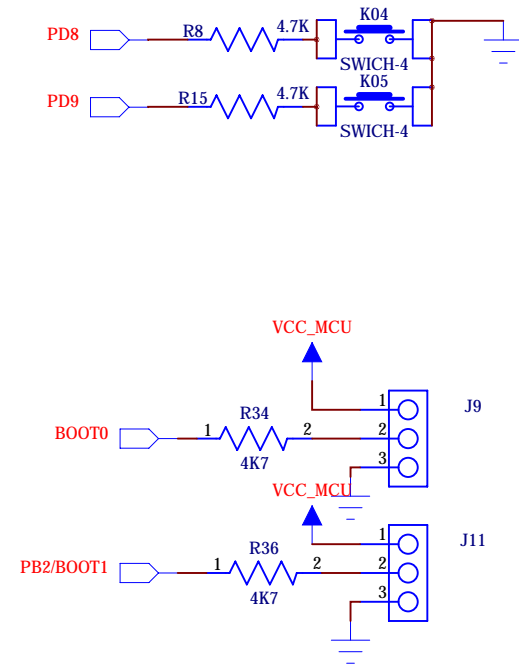 K04
PD8 R8 4.7K
SWICH-4
K05
PD9 R15 4.7K
SWICH-4
VCC_MCU
J9
1
R34
BOOT0 1 2 2
4K7
3
VCC_MCU
J11
1
R36
PB2/BOOT1 1 2 2
4K7
3